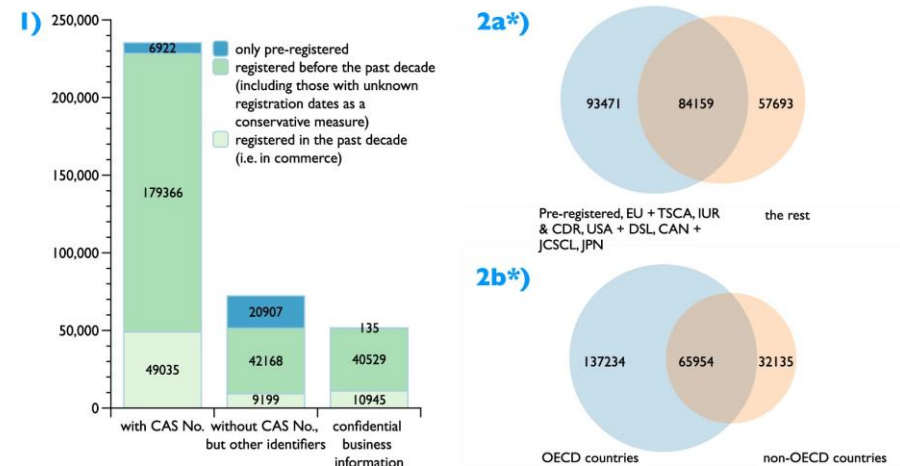 1)
250,000
200,000
150,000
100,000
50,000
0
6922
179366
49035
20907
42168
9199
135
40529
10945
only pre-registered
registered before the past decade
(including those with unknown
registration dates as a
conservative measure)
registered in the past decade
(i.e. in commerce)
with CAS No.
without CAS No.,
but other identifiers
confidential
business
information
2a*)
93471
84159
57693
Pre-registered, EU + TSCA, IUR
& CDR, USA + DSL, CAN +
JCSCL, JPN
the rest
2b*)
137234
65954
32135
OECD countries
non-OECD countries